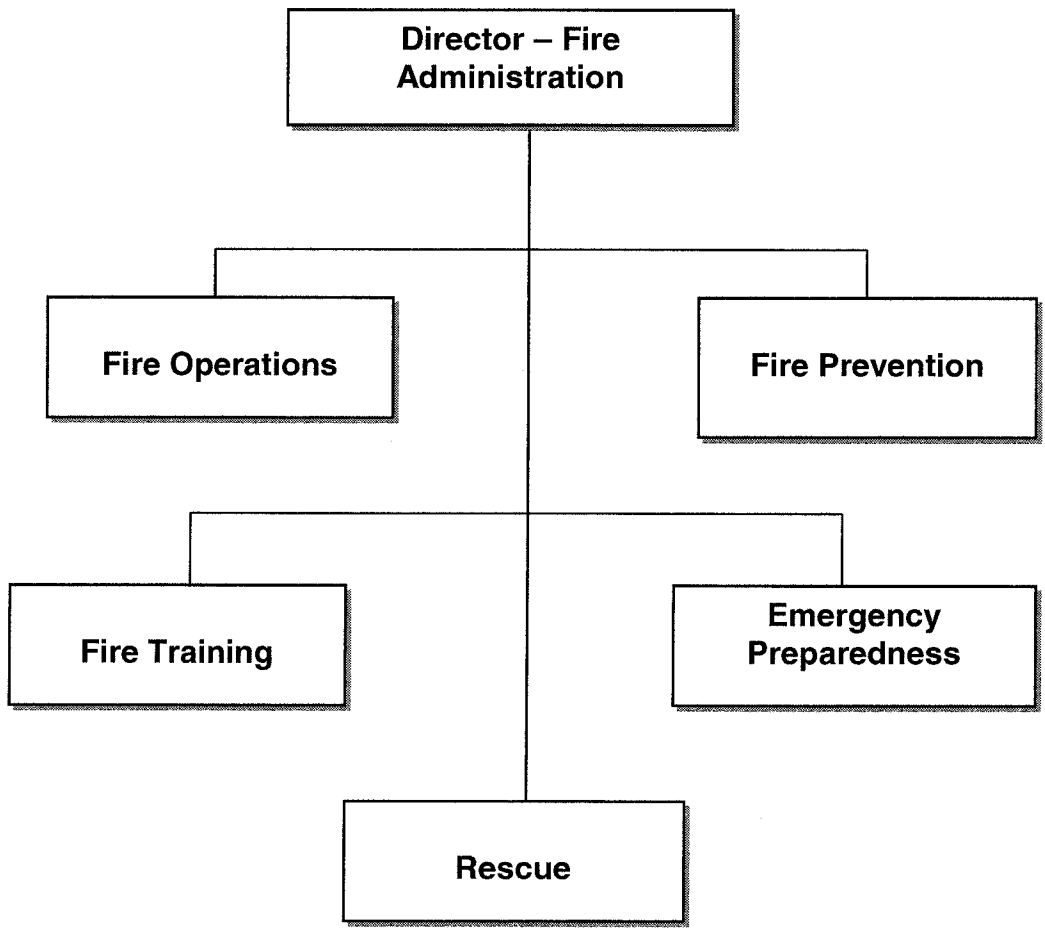 Director – Fire
Administration
Fire Operations
Fire Prevention
Fire Training
Emergency
Preparedness
Rescue